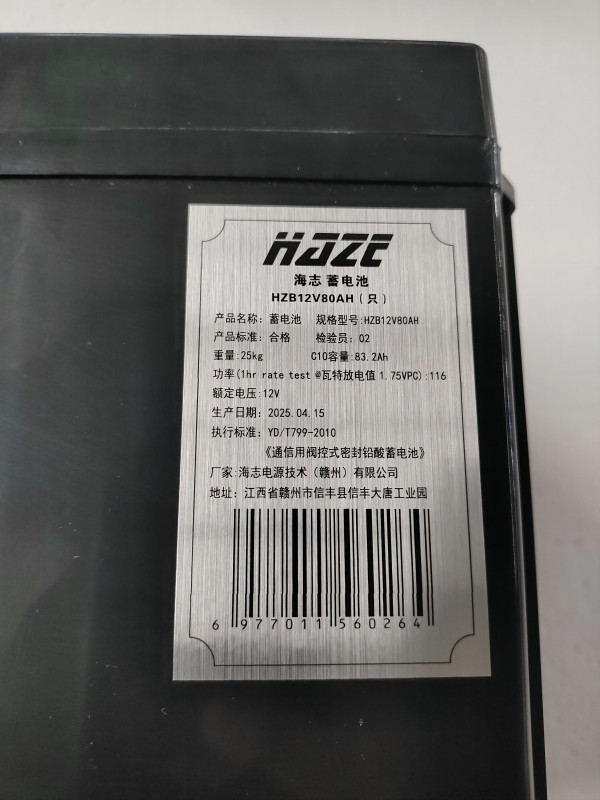 HAZE
海志 蓄电池
HZB12V80AH（只）
产品名称：蓄电池 规格型号:HZB12V80AH
产品标准：合格 检验员：02
重量:25kg C10容量:83.2Ah
功率(1hr rate test @瓦特放电值 1.75VPC):116
额定电压:12V
生产日期：2025.04.15
执行标准：YD/T799-2010
《通信用阀控式密封铅酸蓄电池》
厂家:海志电源技术（赣州）有限公司
地址：江西省赣州市信丰县信丰大唐工业园
6 977011 560264